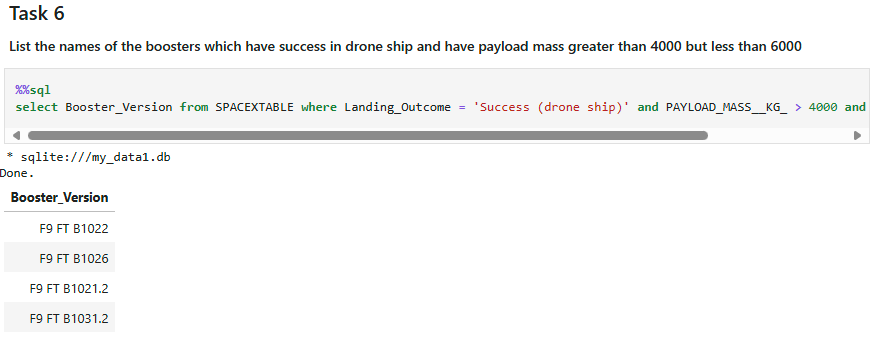 Task 6
List the names of the boosters which have success in drone ship and have payload mass greater than 4000 but less than 6000
%%sql
select Booster_Version from SPACEXTABLE where Landing_Outcome = 'Success (drone ship)' and PAYLOAD_MASS__KG_ > 4000 and
* sqlite:///my_data1.db
Done.
Booster_Version
F9 FT B1022
F9 FT B1026
F9 FT B1021.2
F9 FT B1031.2